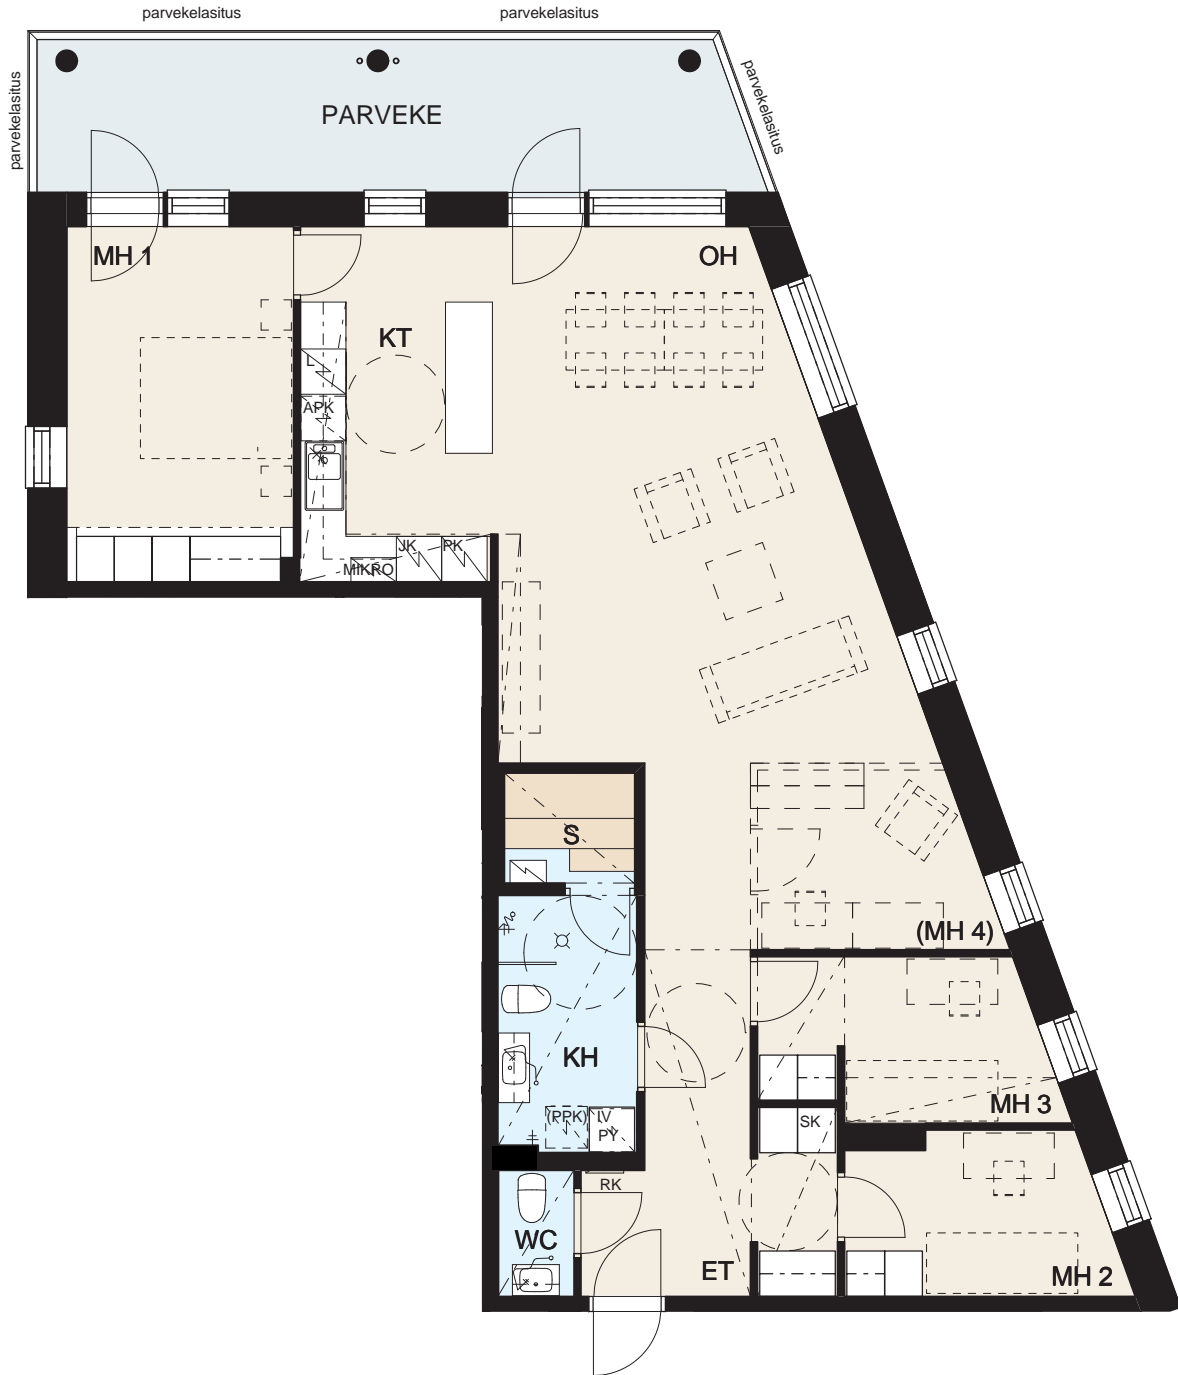 parvekelasitus
parvekelasitus
parvekelasitus
parvekelasitus
PARVEKE
MH 1
OH
KT
L
APK
JK
PK
MIKRO
S
(MH 4)
KH
MH 3
(PPK)
IV
PY
SK
RK
WC
ET
MH 2